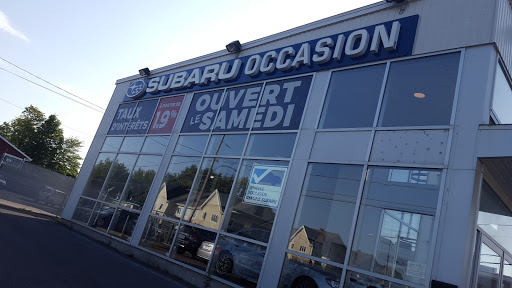 SUBARU OCCASION
TAUX
D'INTÉRÊTS
1.9%
OUVERT
LE SAMEDI